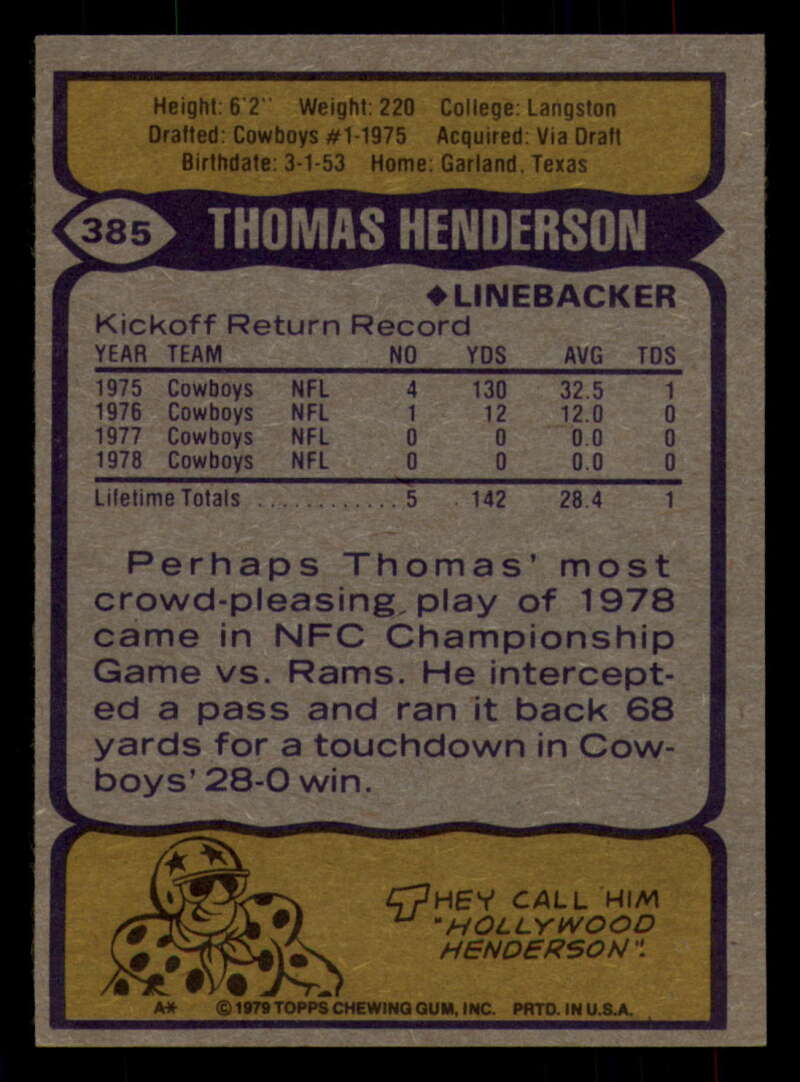 Height: 6'2" Weight: 220 College: Langston
Drafted: Cowboys #1-1975 Acquired: Via Draft
Birthdate: 3-1-53 Home: Garland, Texas
385 THOMAS HENDERSON
◆LINEBACKER
Kickoff Return Record
YEAR TEAM NO YDS AVG TDS
1975 Cowboys NFL 4 130 32.5 1
1976 Cowboys NFL 1 12 12.0 0
1977 Cowboys NFL 0 0 0.0 0
1978 Cowboys NFL 0 0 0.0 0
Lifetime Totals ............. 5 142 28.4 1
Perhaps Thomas' most
crowd-pleasing play of 1978
came in NFC Championship
Game vs. Rams. He intercept-
ed a pass and ran it back 68
yards for a touchdown in Cow-
boys' 28-0 win.
THEY CALL HIM
"HOLLYWOOD
HENDERSON".
A* © 1979 TOPPS CHEWING GUM, INC. PRTD. IN U.S.A.